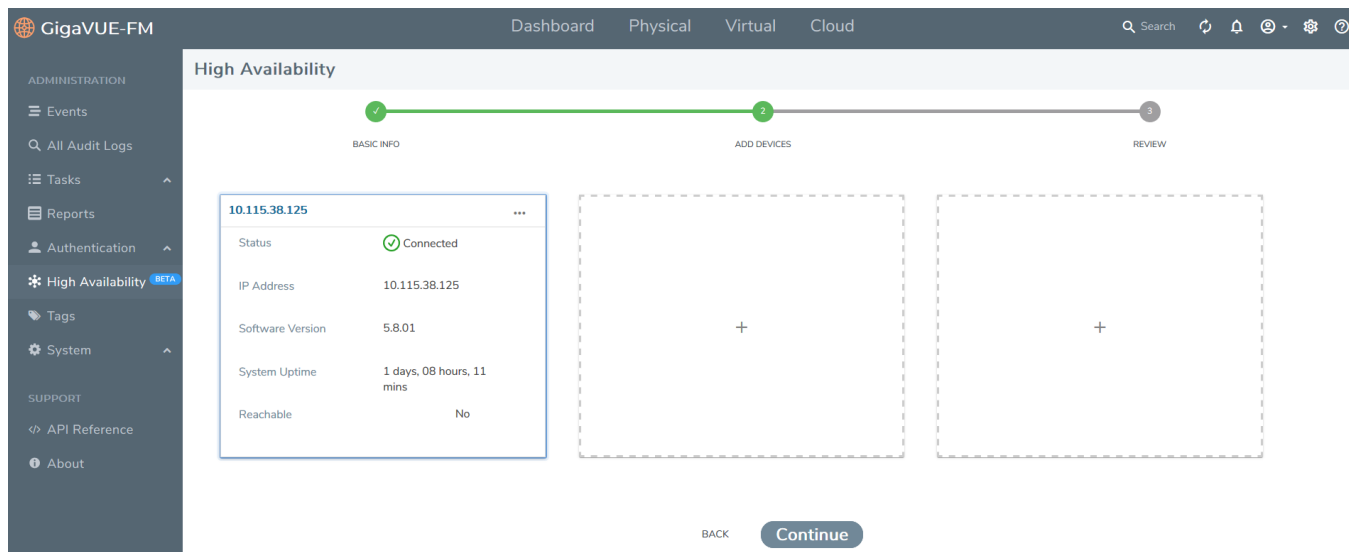 GigaVUE-FM
Dashboard Physical Virtual Cloud
Search
ADMINISTRATION
Events
All Audit Logs
Tasks
Reports
Authentication
High Availability BETA
Tags
System
SUPPORT
API Reference
About
High Availability
2
3
BASIC INFO
ADD DEVICES
REVIEW
10.115.38.125
Status Connected
IP Address 10.115.38.125
Software Version 5.8.01
System Uptime 1 days, 08 hours, 11
mins
Reachable No
+
+
BACK Continue